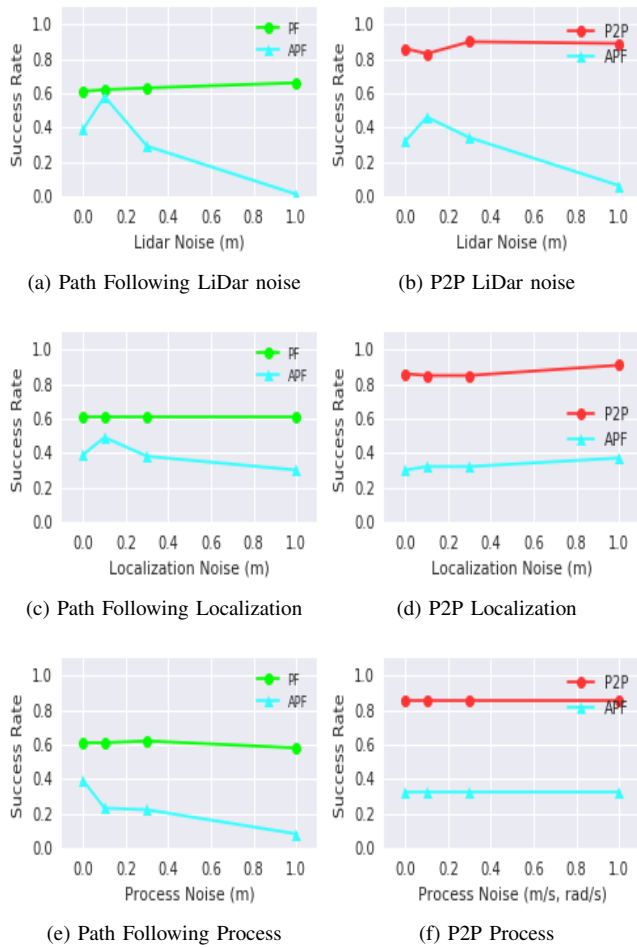 1.0
0.8
0.6
0.4
0.2
0.0
Success Rate
PF
APF
0.0 0.2 0.4 0.6 0.8 1.0
Lidar Noise (m)
(a) Path Following LiDar noise
1.0
0.8
0.6
0.4
0.2
0.0
Success Rate
P2P
APF
0.0 0.2 0.4 0.6 0.8 1.0
Lidar Noise (m)
(b) P2P LiDar noise
1.0
0.8
0.6
0.4
0.2
0.0
Success Rate
PF
APF
0.0 0.2 0.4 0.6 0.8 1.0
Localization Noise (m)
(c) Path Following Localization
1.0
0.8
0.6
0.4
0.2
0.0
Success Rate
P2P
APF
0.0 0.2 0.4 0.6 0.8 1.0
Localization Noise (m)
(d) P2P Localization
1.0
0.8
0.6
0.4
0.2
0.0
Success Rate
PF
APF
0.0 0.2 0.4 0.6 0.8 1.0
Process Noise (m)
(e) Path Following Process
1.0
0.8
0.6
0.4
0.2
0.0
Success Rate
P2P
APF
0.0 0.2 0.4 0.6 0.8 1.0
Process Noise (m/s, rad/s)
(f) P2P Process